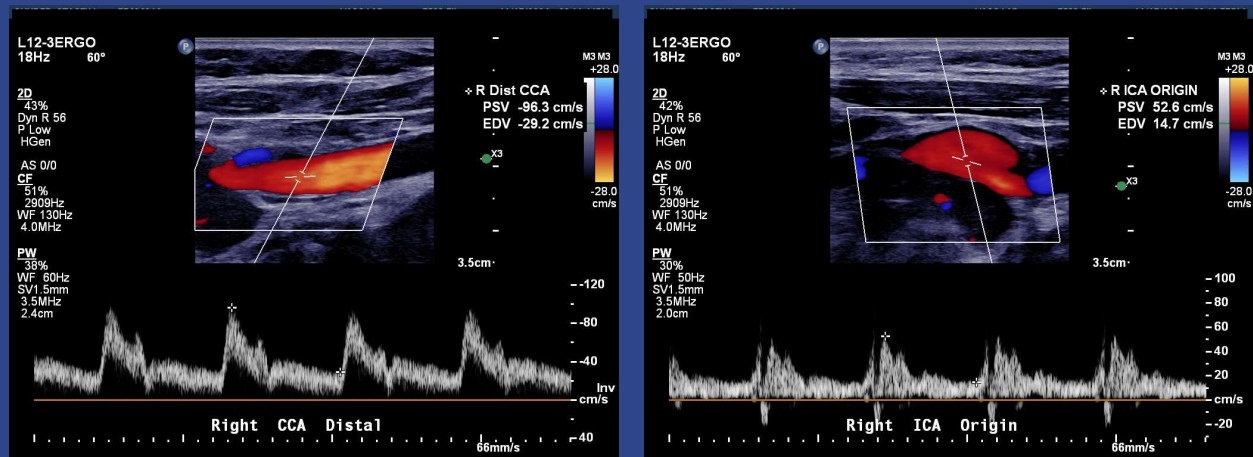 L12-3ERGO
18Hz 60°
2D
43%
Dyn R 56
P Low
HGen
AS 0/0
CF
51%
2909Hz
WF 130Hz
4.0MHz
PW
38%
WF 60Hz
SV1.5mm
3.5MHz
2.4cm
P
M3 M3
+28.0
R Dist CCA
PSV -96.3 cm/s
EDV -29.2 cm/s
X3
-28.0
cm/s
3.5cm
-120
-80
-40
Inv
cm/s
40
Right CCA Distal
66mm/s
L12-3ERGO
18Hz 60°
2D
42%
Dyn R 56
P Low
HGen
AS 0/0
CF
51%
2909Hz
WF 130Hz
4.0MHz
PW
30%
WF 50Hz
SV1.5mm
3.5MHz
2.0cm
P
M3 M3
+28.0
R ICA ORIGIN
PSV 52.6 cm/s
EDV 14.7 cm/s
X3
-28.0
cm/s
3.5cm
100
80
60
40
20
cm/s
-20
Right ICA Origin
66mm/s